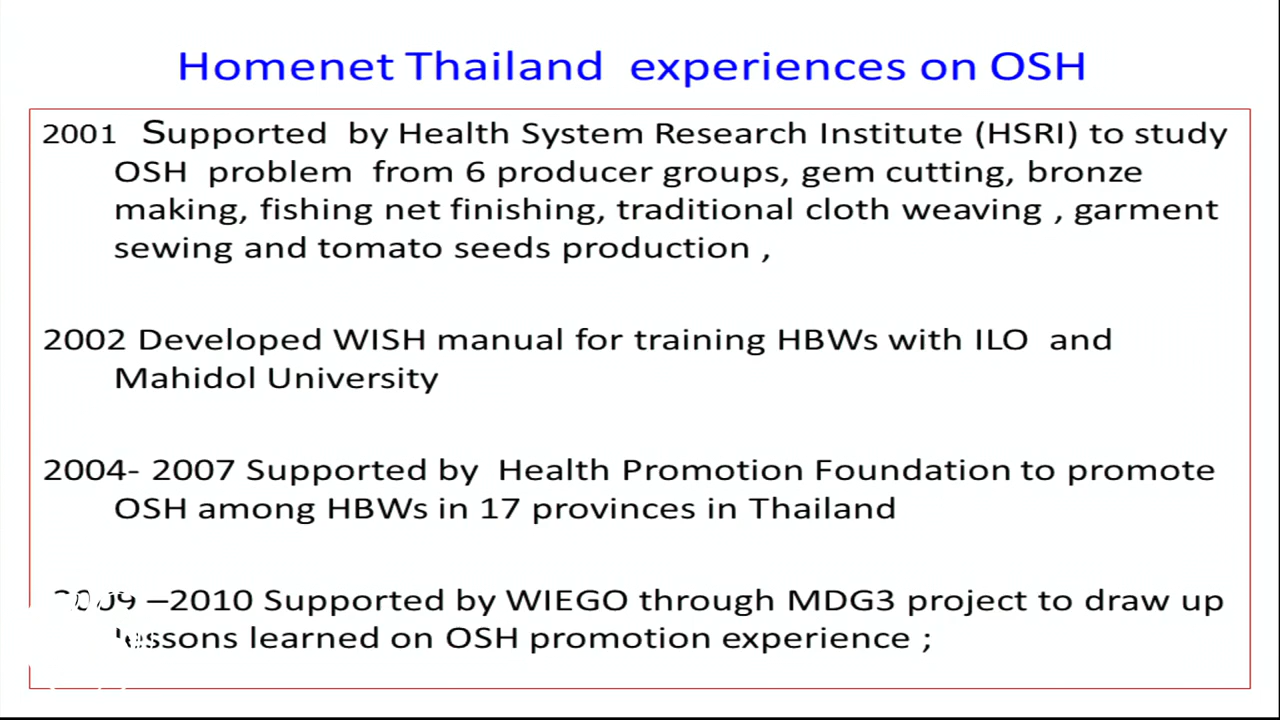 Homenet Thailand experiences on OSH
2001 Supported by Health System Research Institute (HSRI) to study
OSH problem from 6 producer groups, gem cutting, bronze
making, fishing net finishing, traditional cloth weaving , garment
sewing and tomato seeds production ,
2002 Developed WISH manual for training HBWs with ILO and
Mahidol University
2004- 2007 Supported by Health Promotion Foundation to promote
OSH among HBWs in 17 provinces in Thailand
2009 –2010 Supported by WIEGO through MDG3 project to draw up
lessons learned on OSH promotion experience ;